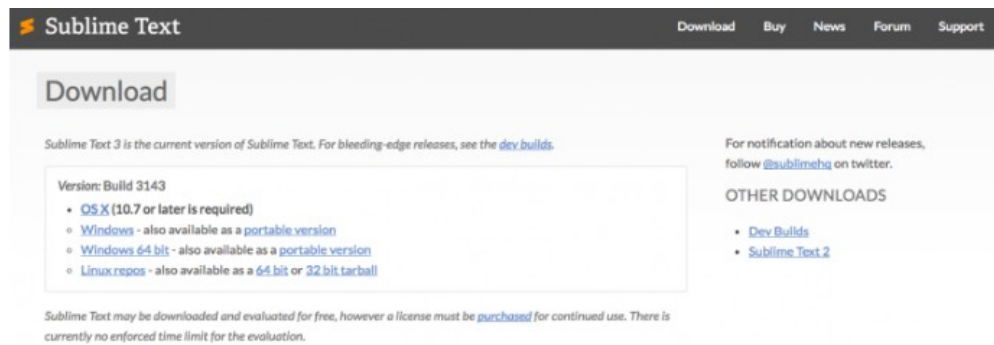 Sublime Text
Download Buy News Forum Support
Download
Sublime Text 3 is the current version of Sublime Text. For bleeding-edge releases, see the dev builds.
Version: Build 3143
OS X (10.7 or later is required)
Windows - also available as a portable version
Windows 64 bit - also available as a portable version
Linux repos - also available as a 64 bit or 32 bit tarball
Sublime Text may be downloaded and evaluated for free, however a license must be purchased for continued use. There is
currently no enforced time limit for the evaluation.
For notification about new releases,
follow @sublimehq on twitter.
OTHER DOWNLOADS
Dev Builds
Sublime Text 2